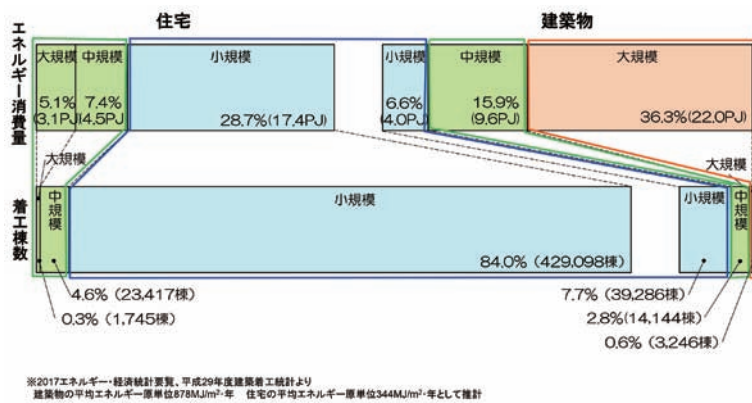 住宅
建築物
エネルギー消費量
大規模
中規模
小規模
小規模
中規模
大規模
5.1%
(3.1PJ)
7.4%
(4.5PJ
28.7%(17.4PJ)
6.6%
(4.0PJ)
15.9%
(9.6PJ)
36.3%(22.0PJ)
大規模
大規模
着工棟数
中規模
小規模
小規模
中規模
84.0%(429,098棟)
4.6%(23,417棟)
0.3%(1,745棟)
7.7%(39,286棟)
2.8%(14,144棟)
0.6%(3,246棟)
※2017エネルギー・経済統計要覧、平成29年度建築着工統計より
建築物の平均エネルギー原単位878MJ/m²・年 住宅の平均エネルギー原単位344MJ/m²・年として推計